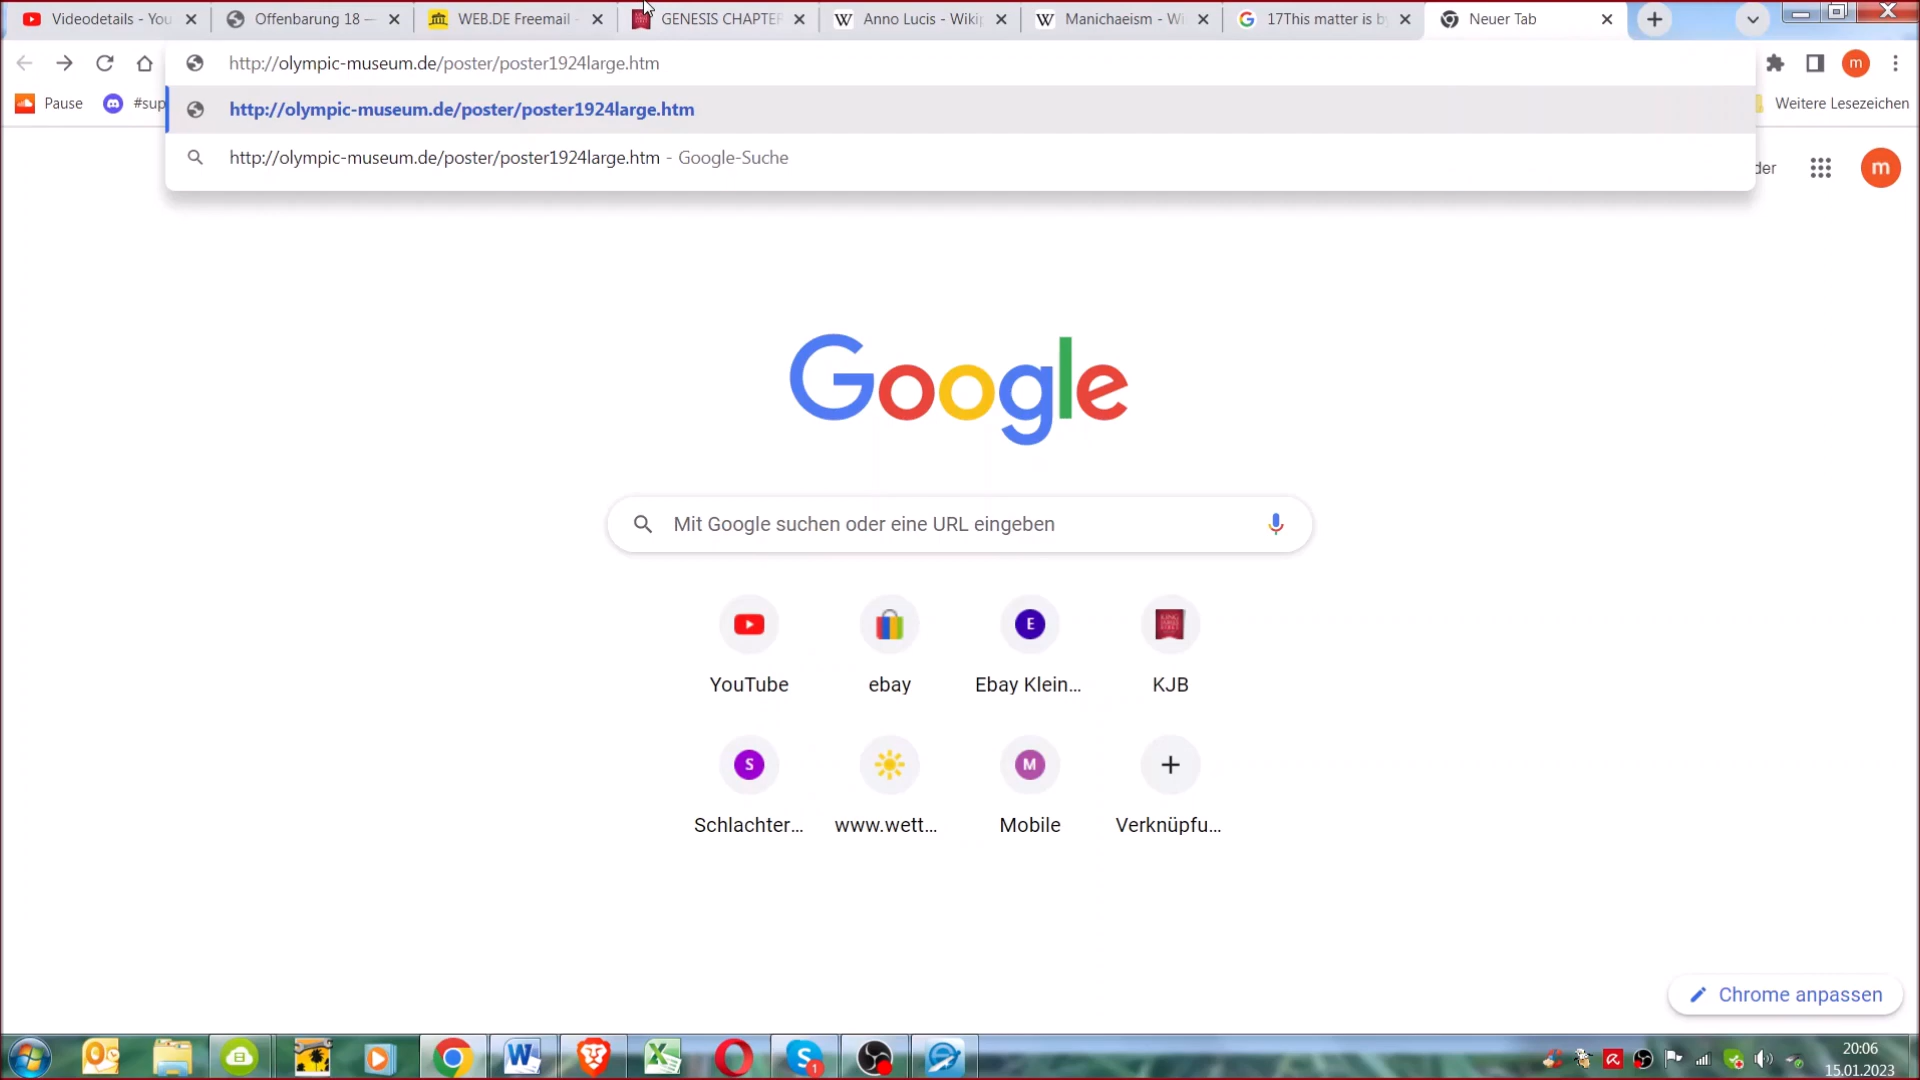 Videodetails - You
Offenbarung 18 —
WEB.DE Freemail -
GENESIS CHAPTER
Anno Lucis - Wikip
Manichaeism - Wi
17This matter is by
Neuer Tab
http://olympic-museum.de/poster/poster1924large.htm
m
Pause
#sup
http://olympic-museum.de/poster/poster1924large.htm
Weitere Lesezeichen
http://olympic-museum.de/poster/poster1924large.htm - Google-Suche
der
m
Google
Mit Google suchen oder eine URL eingeben
E
YouTube
ebay
Ebay Klein...
KJB
S
M
Schlachter...
www.wett...
Mobile
Verknüpfu...
Chrome anpassen
20:06
15.01.2023